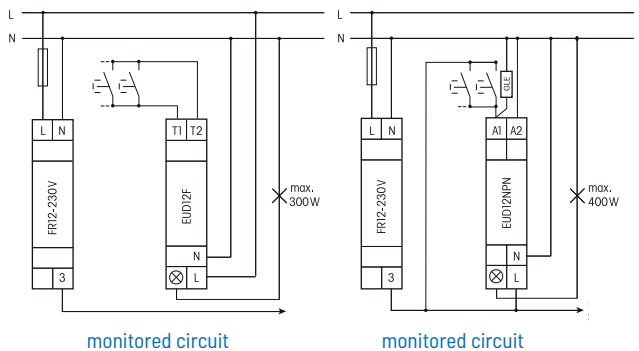 L
N
L N
FR12-230V
3
T1 T2
EUD12F
N
L
max.
300W
monitored circuit
L
N
L N
FR12-230V
3
GLE
A1 A2
EUD12NPN
N
L
max.
400W
monitored circuit